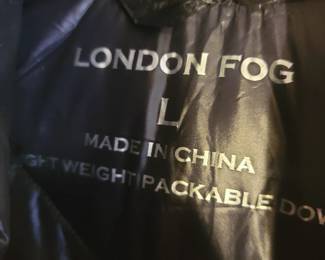 LONDON FOG
L
MADE IN CHINA
GHT WEIGHT PACKABLE DOW